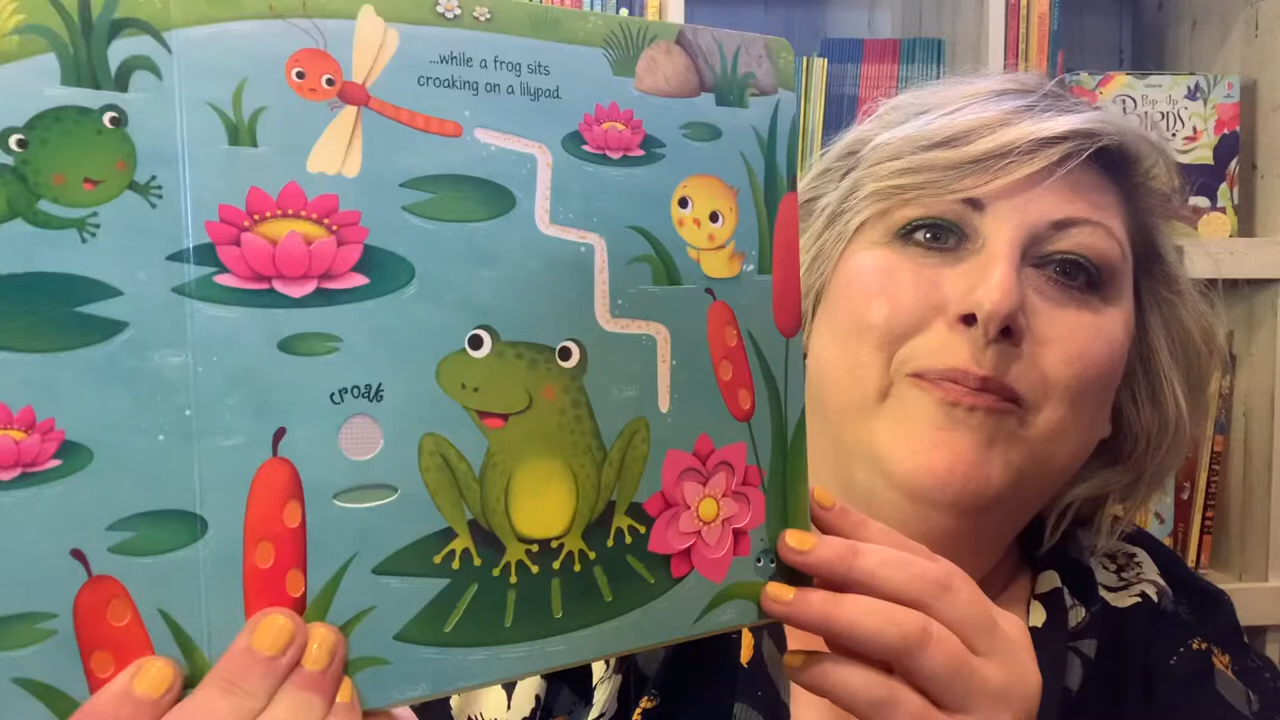 ...while a frog sits
croaking on a lilypad.
croak
Pop-Up
Birds